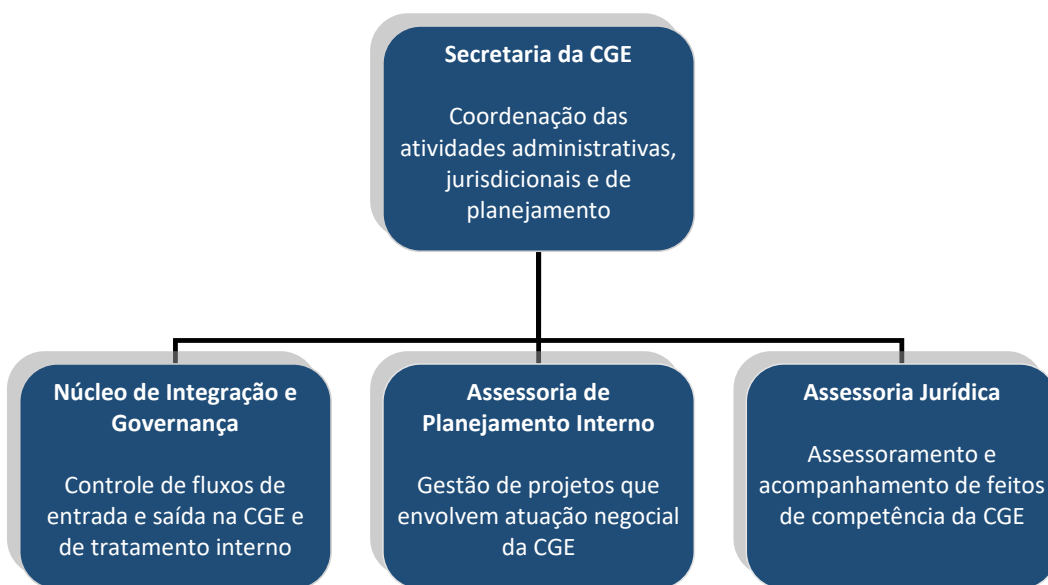 Secretaria da CGE
Coordenação das
atividades administrativas,
jurisdicionais e de
planejamento
Núcleo de Integração e
Governança
Controle de fluxos de
entrada e saída na CGE e
de tratamento interno
Assessoria de
Planejamento Interno
Gestão de projetos que
envolvem atuação negocial
da CGE
Assessoria Jurídica
Assessoramento e
acompanhamento de feitos
de competência da CGE